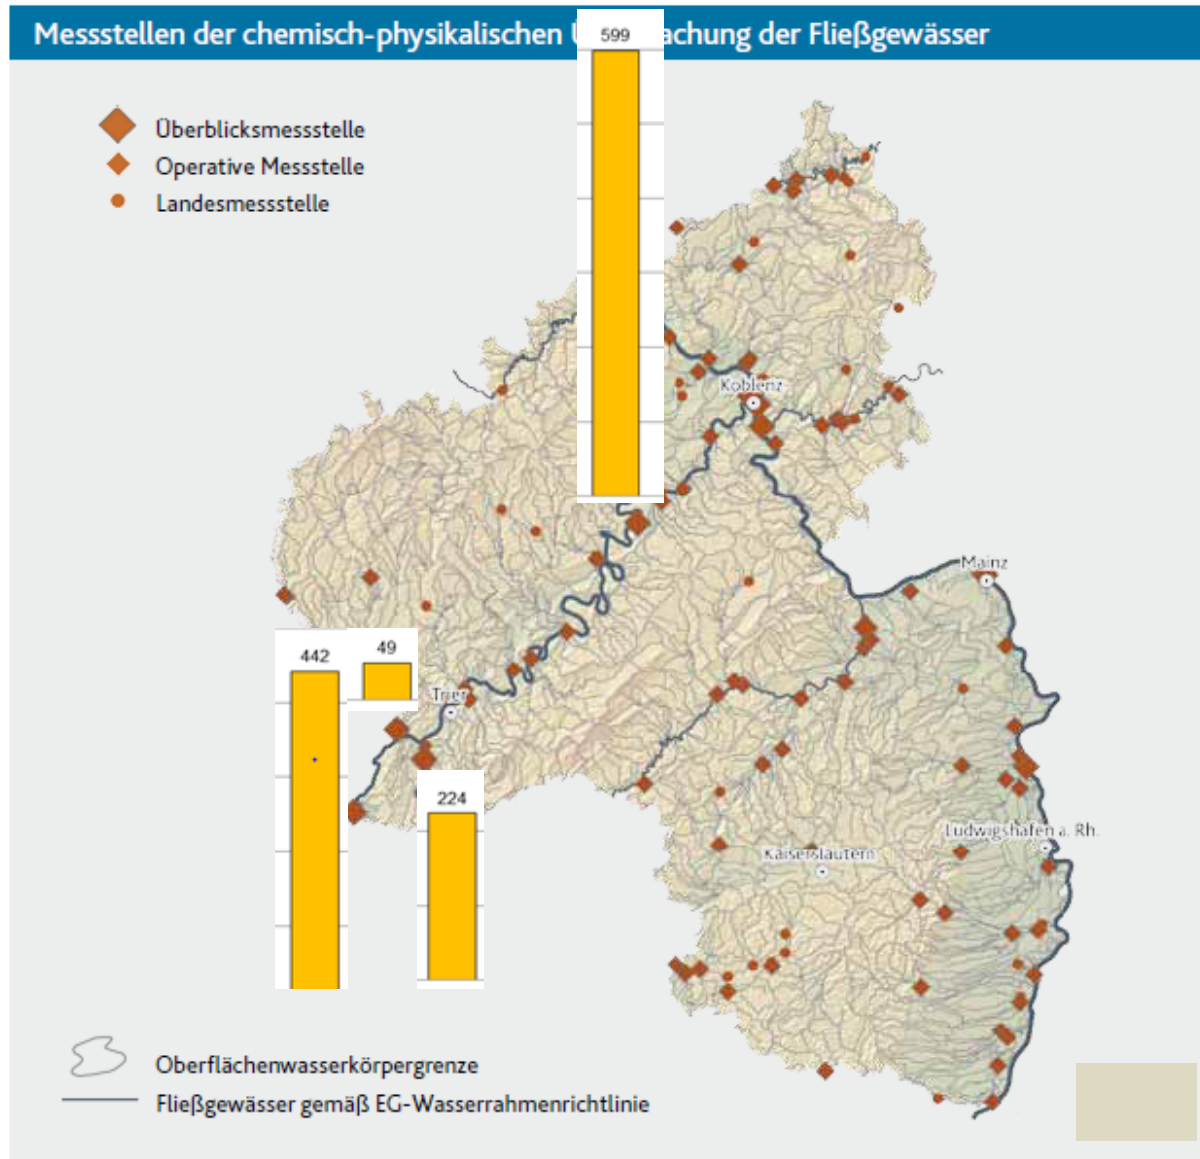 Messstellen der chemisch-physikalischen Ü achung der Fließgewässer
599
Überblicksmessstelle
Operative Messstelle
Landesmessstelle
Koblenz
Mainz
442
49
Trier
224
Ludwigshafen a. Rh.
Kaiserslautern
Oberflächenwasserkörpergrenze
Fließgewässer gemäß EG-Wasserrahmenrichtlinie